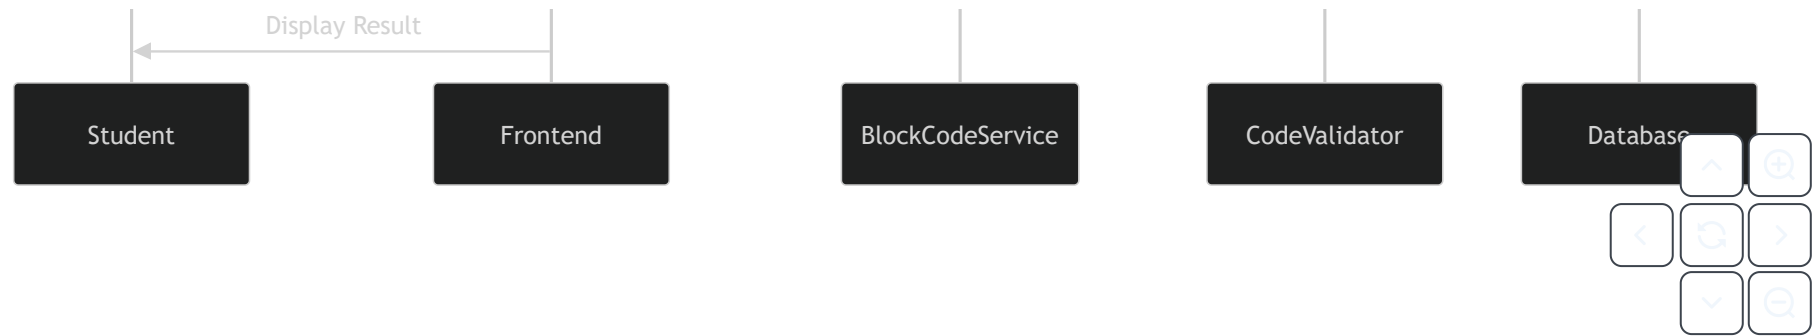 Display Result
Student
Frontend
BlockCodeService
CodeValidator
Database